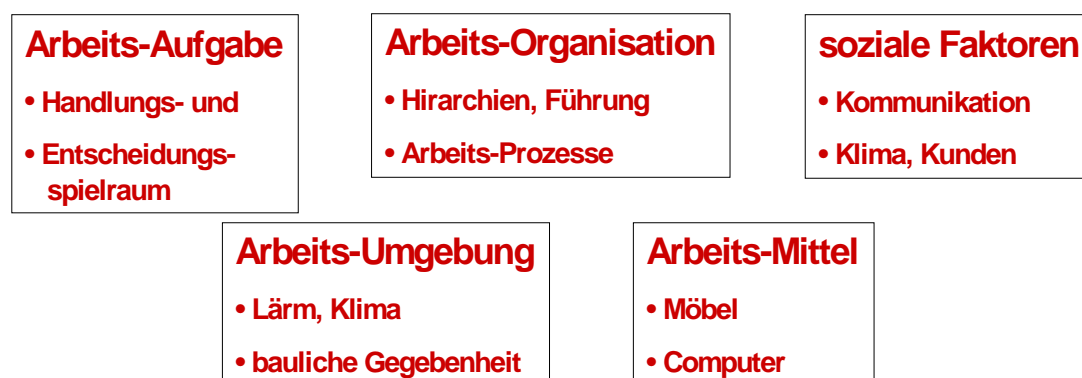 Arbeits-Aufgabe
• Handlungs- und
• Entscheidungs-
spielraum
Arbeits-Organisation
• Hirarchien, Führung
• Arbeits-Prozesse
soziale Faktoren
• Kommunikation
• Klima, Kunden
Arbeits-Umgebung
• Lärm, Klima
• bauliche Gegebenheit
Arbeits-Mittel
• Möbel
• Computer